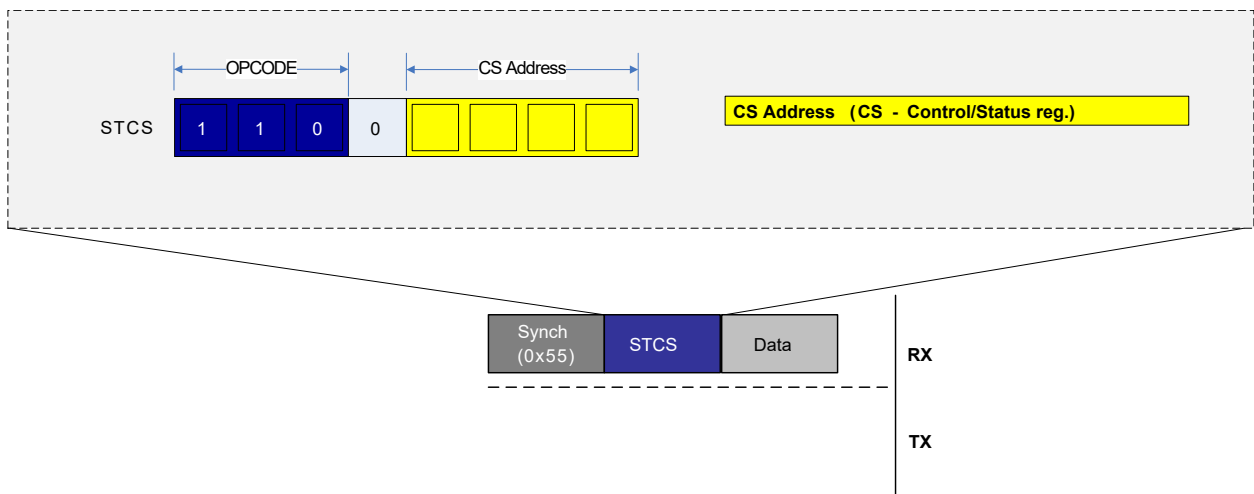 OPCODE
CS Address
STCS
1 1 0 0
CS Address (CS - Control/Status reg.)
Synch
(0x55)
STCS
Data
RX
TX